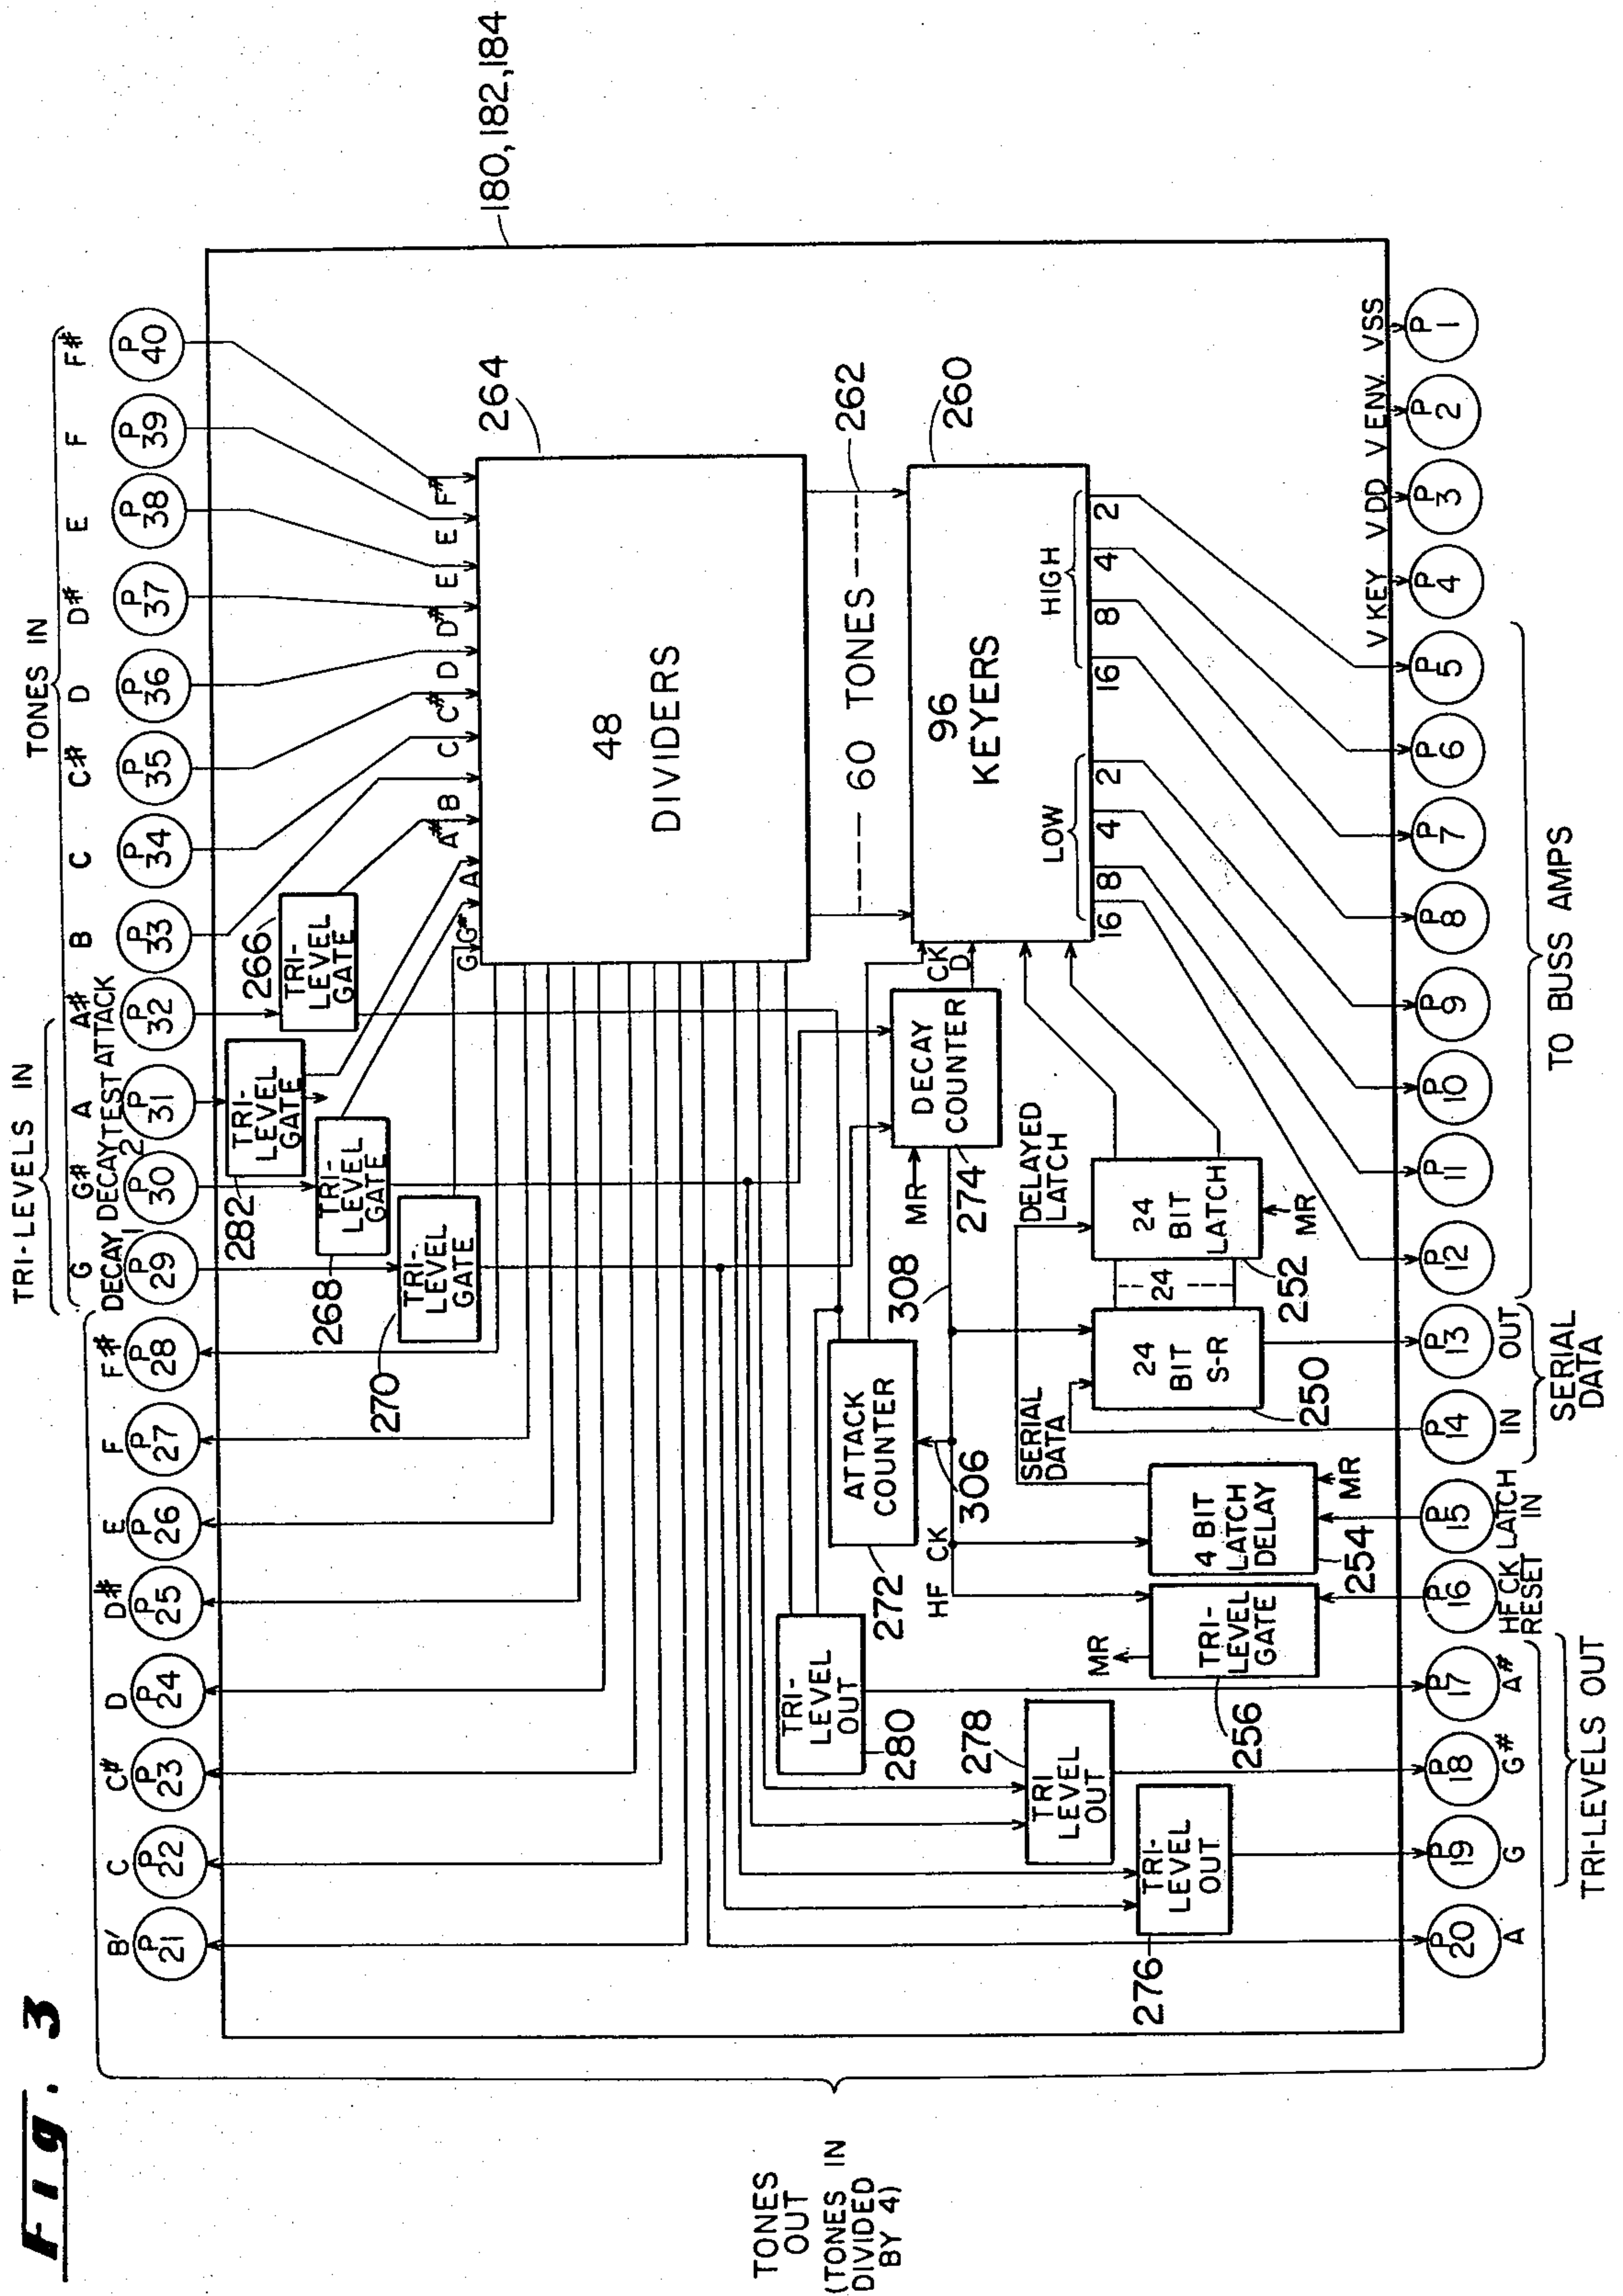 Fig. 3
TONES IN
TRI-LEVELS IN
B' C C# D D# E F F# G G# A A# B C C# D D# E F F#
DECAY 1 DECAY 2 TEST ATTACK
P 21
P 22
P 23
P 24
P 25
P 26
P 27
P 28
P 29
P 30
P 31
P 32
P 33
P 34
P 35
P 36
P 37
P 38
P 39
P 40
180, 182, 184
282
TRI-LEVEL GATE
266
TRI-LEVEL GATE
268
TRI-LEVEL GATE
270
TRI-LEVEL GATE
G G# A A# B C C# D D# E E F#
264
48
DIVIDERS
60 TONES
262
TONES
OUT
(TONES IN
DIVIDED
BY 4)
TRI-LEVEL OUT
280
272
ATTACK
COUNTER
306
HF CK
308
MR
DECAY
COUNTER
274
CK
D
96
KEYERS
260
LOW
HIGH
16 8 4 2 16 8 4 2
278
TRI LEVEL OUT
276
TRI-LEVEL OUT
MR
TRI-LEVEL GATE
256
4 BIT
LATCH
DELAY
254
MR
SERIAL
DATA
DELAYED
LATCH
24
BIT
S-R
250
24
24
BIT
LATCH
252
MR
V KEY VDD V ENV. VSS
P 20
P 19
P 18
P 17
P 16
P 15
P 14
P 13
P 12
P 11
P 10
P 9
P 8
P 7
P 6
P 5
P 4
P 3
P 2
P 1
A G G# A#
HF CK
RESET
LATCH
IN
IN OUT
TRI-LEVELS OUT
SERIAL
DATA
TO BUSS AMPS